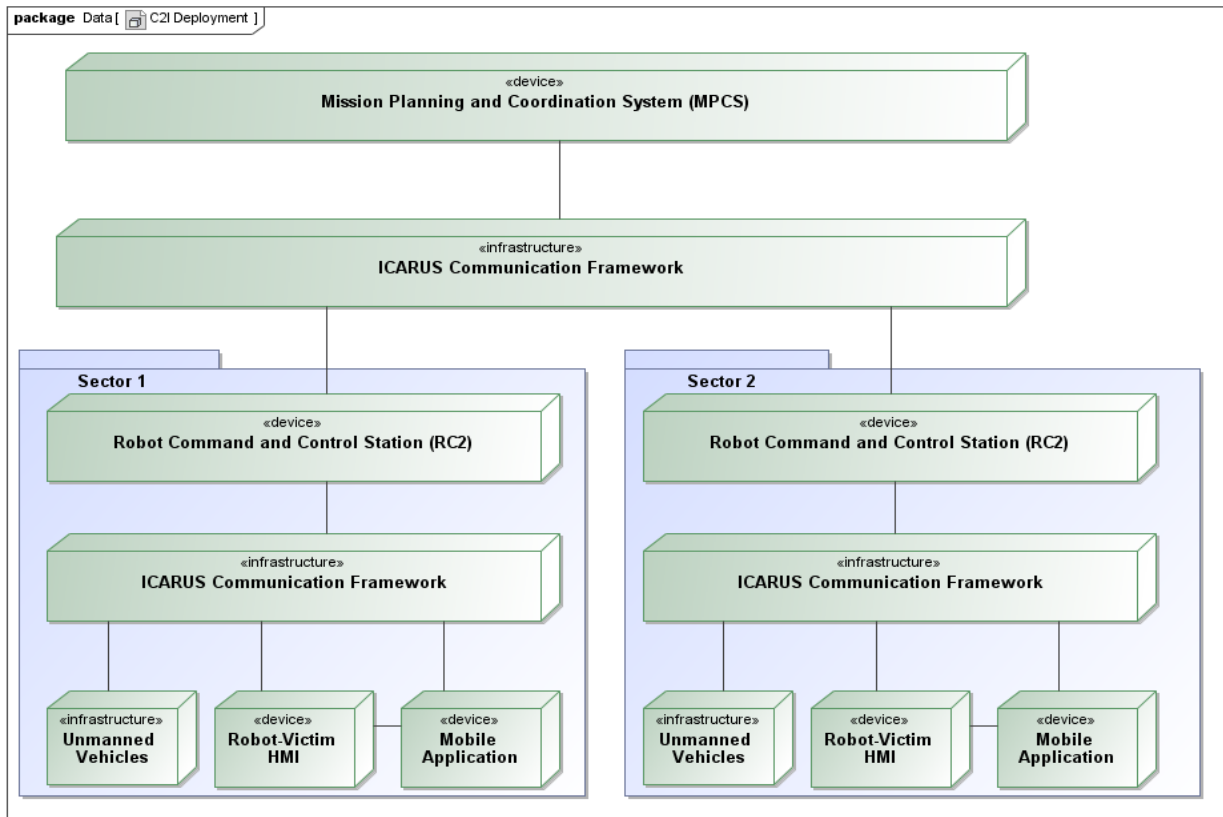 package Data [ C2I Deployment ]
«device»
Mission Planning and Coordination System (MPCS)
«infrastructure»
ICARUS Communication Framework
Sector 1
«device»
Robot Command and Control Station (RC2)
«infrastructure»
ICARUS Communication Framework
«infrastructure»
Unmanned
Vehicles
«device»
Robot-Victim
HMI
«device»
Mobile
Application
Sector 2
«device»
Robot Command and Control Station (RC2)
«infrastructure»
ICARUS Communication Framework
«infrastructure»
Unmanned
Vehicles
«device»
Robot-Victim
HMI
«device»
Mobile
Application